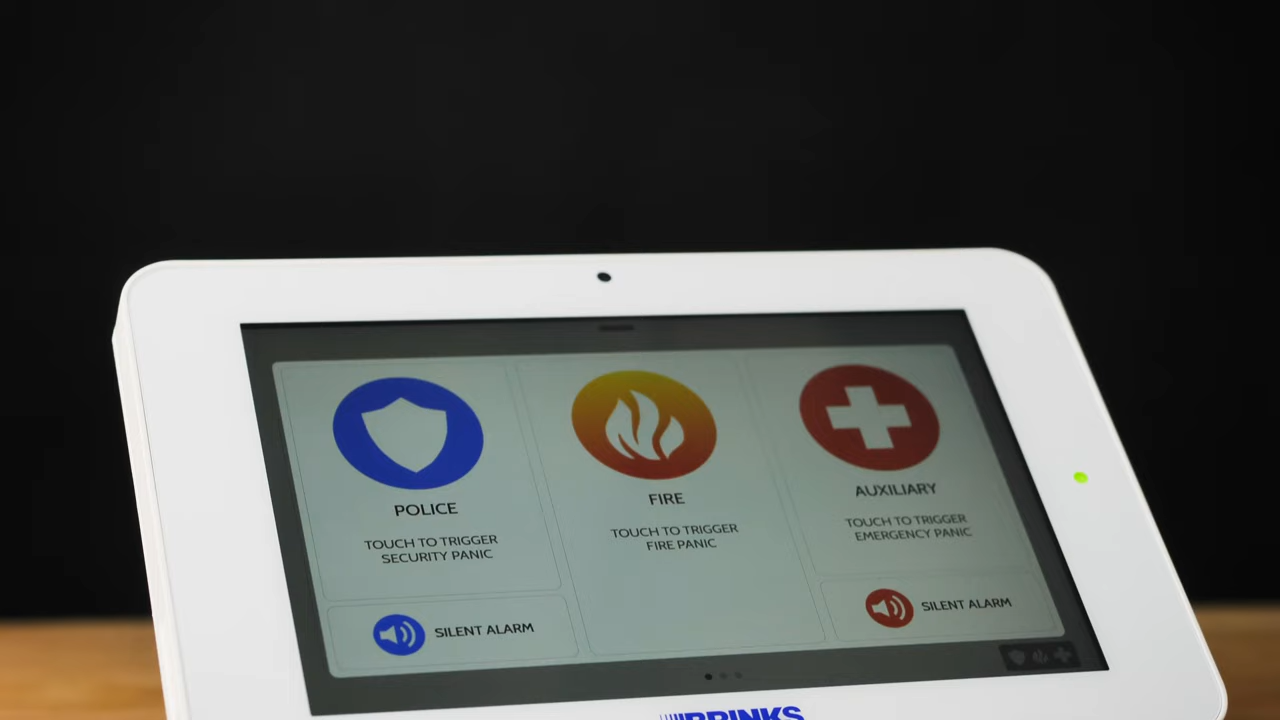 POLICE
TOUCH TO TRIGGER
SECURITY PANIC
SILENT ALARM
FIRE
TOUCH TO TRIGGER
FIRE PANIC
AUXILIARY
TOUCH TO TRIGGER
EMERGENCY PANIC
SILENT ALARM
BRINKS